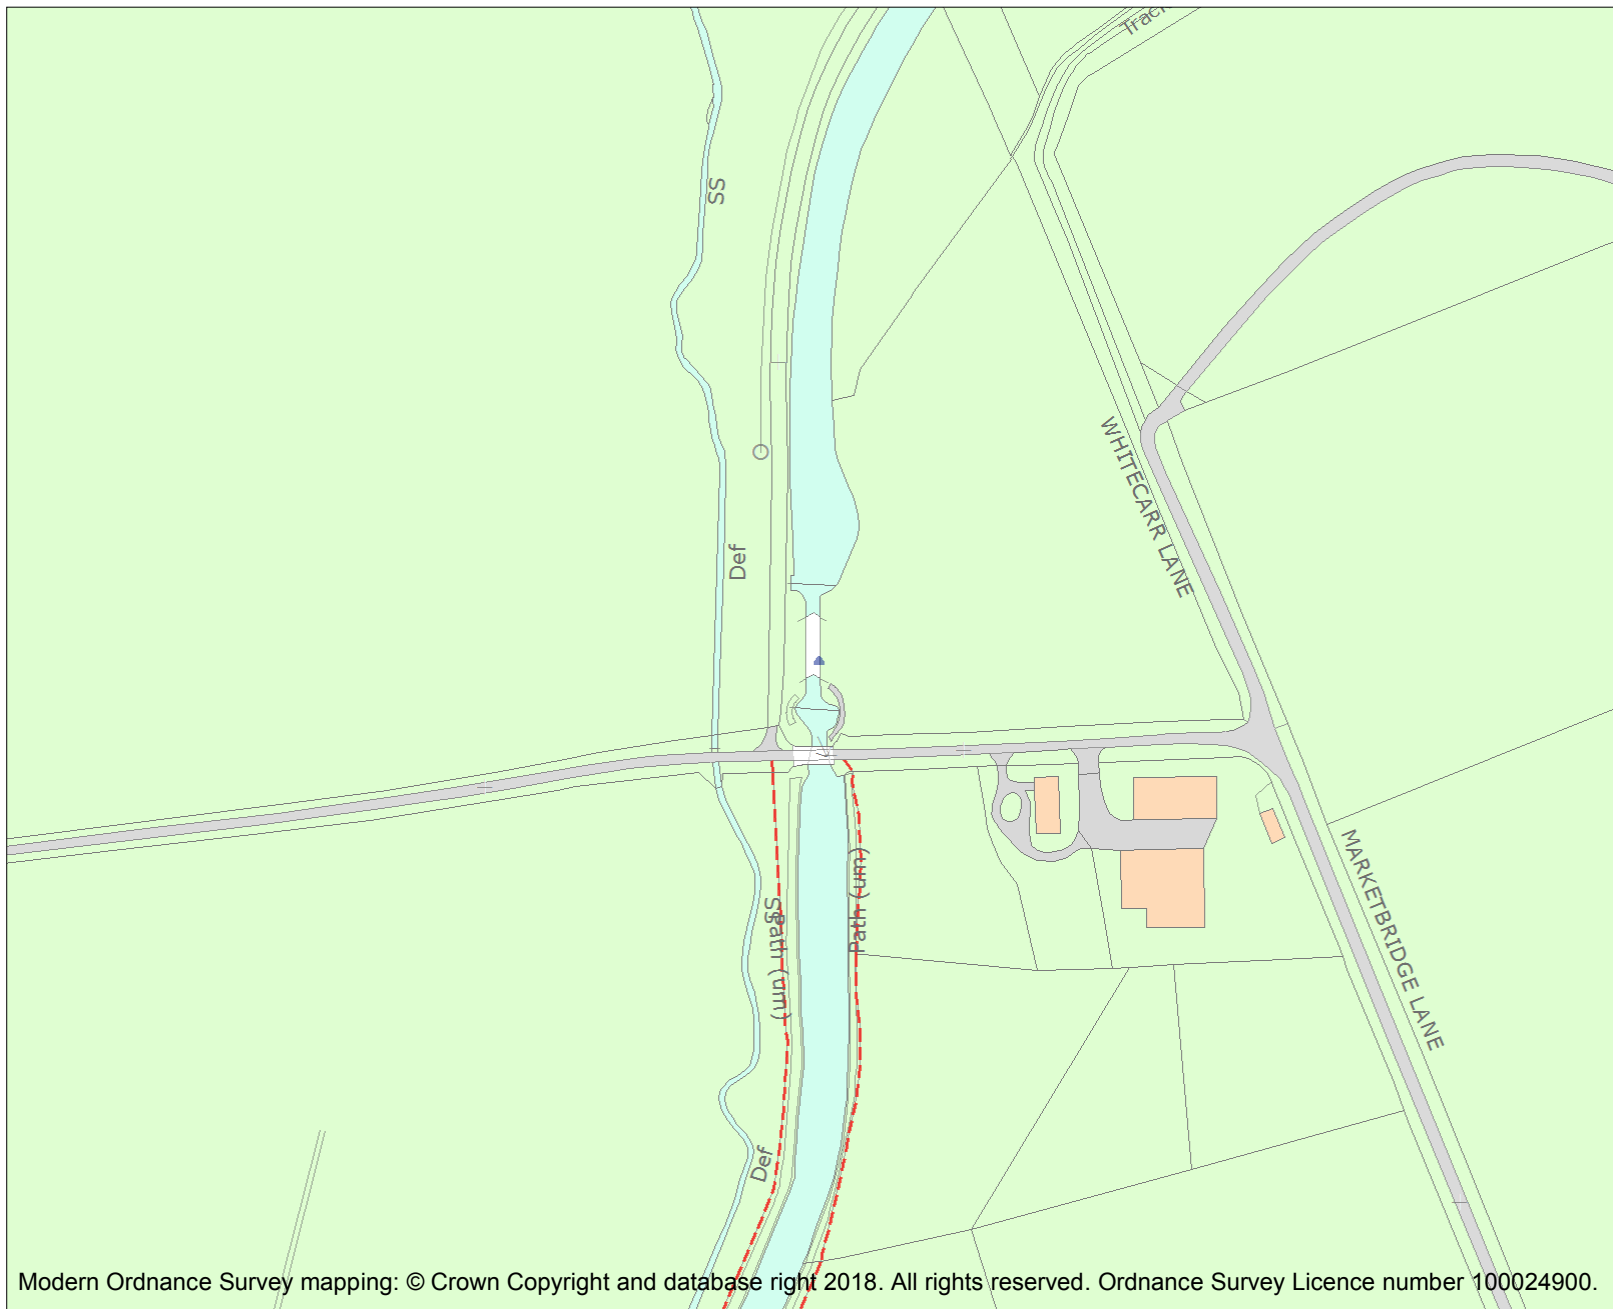 Track
SS
WHITECARR LANE
Def
MARKETBRIDGE LANE
Path (um)
SS
Path (um)
Def
Modern Ordnance Survey mapping: © Crown Copyright and database right 2018. All rights reserved. Ordnance Survey Licence number 100024900.